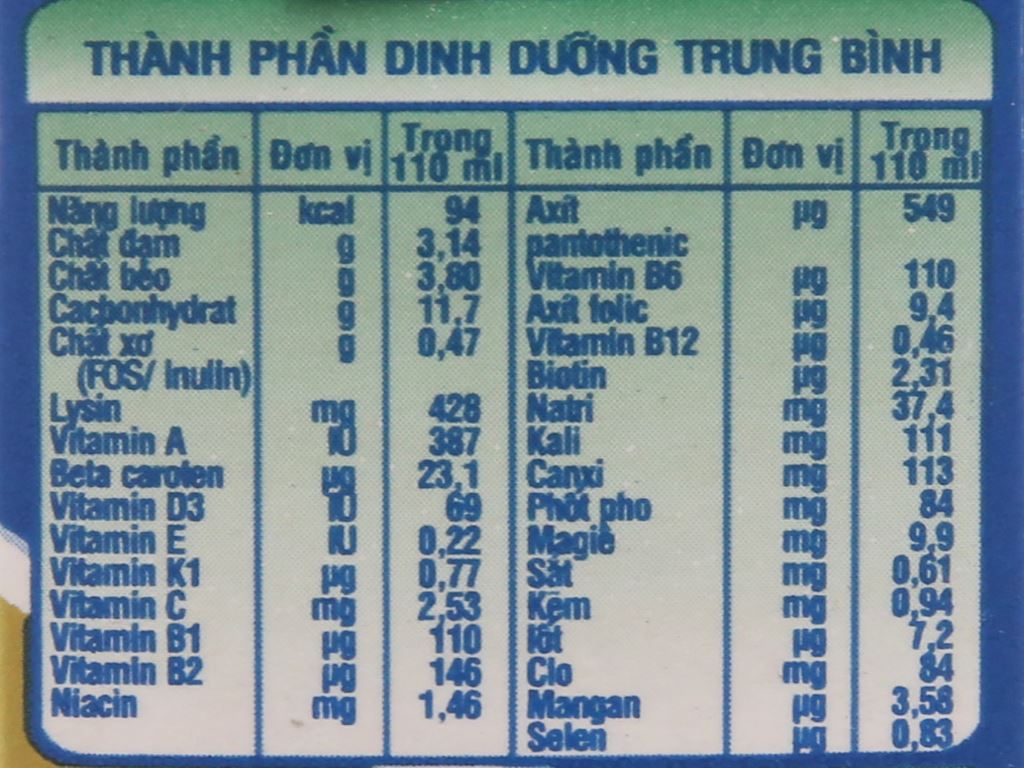 THÀNH PHẦN DINH DƯỠNG TRUNG BÌNH
Thành phần Đơn vị Trong 110 ml
Năng lượng kcal 94
Chất đạm g 3,14
Chất béo g 3,80
Cacbonhydrat g 11,7
Chất xơ g 0,47
(FOS/ inulin)
Lysin mg 428
Vitamin A IU 387
Beta caroten µg 23,1
Vitamin D3 IU 69
Vitamin E IU 0,22
Vitamin K1 µg 0,77
Vitamin C mg 2,53
Vitamin B1 µg 110
Vitamin B2 µg 146
Niacin mg 1,46
Thành phần Đơn vị Trong 110 ml
Axít µg 549
pantothenic
Vitamin B6 µg 110
Axít folic µg 9,4
Vitamin B12 µg 0,46
Biotin µg 2,31
Natri mg 37,4
Kali mg 111
Canxi mg 113
Phốt pho mg 84
Magiê mg 9,9
Sắt mg 0,61
Kẽm mg 0,94
Iốt µg 7,2
Clo mg 84
Mangan µg 3,58
Selen µg 0,83